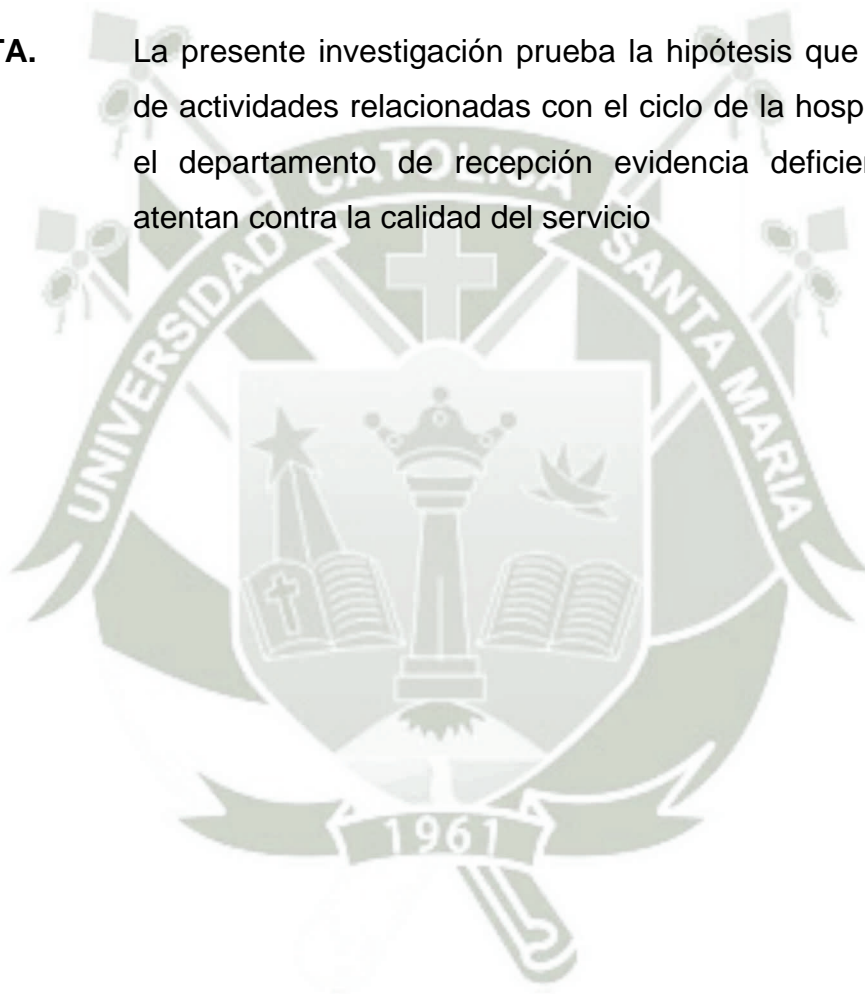 TA. La presente investigación prueba la hipótesis que
de actividades relacionadas con el ciclo de la hosp
el departamento de recepción evidencia deficie
atentan contra la calidad del servicio
UNIVERSIDAD CATOLICA SANTA MARIA
1961